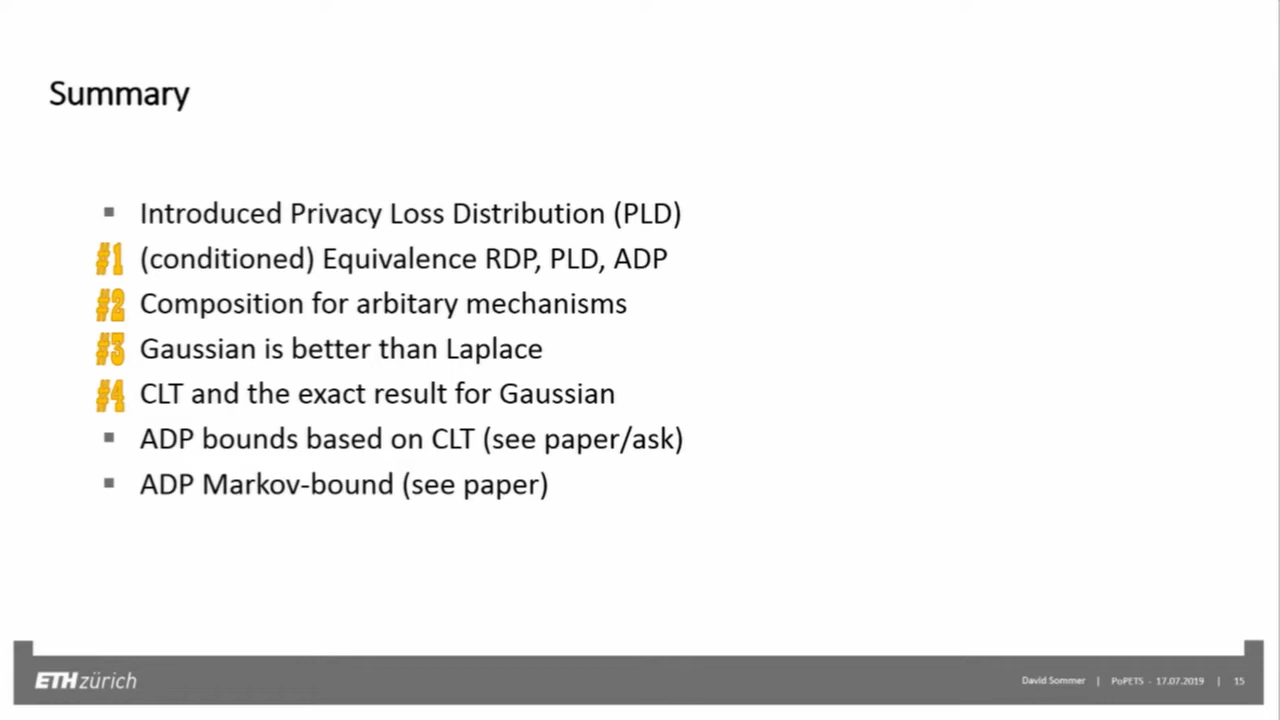 Summary
▪ Introduced Privacy Loss Distribution (PLD)
#1 (conditioned) Equivalence RDP, PLD, ADP
#2 Composition for arbitary mechanisms
#3 Gaussian is better than Laplace
#4 CLT and the exact result for Gaussian
▪ ADP bounds based on CLT (see paper/ask)
▪ ADP Markov-bound (see paper)
ETH zürich
David Sommer | PoPETS - 17.07.2019 | 15